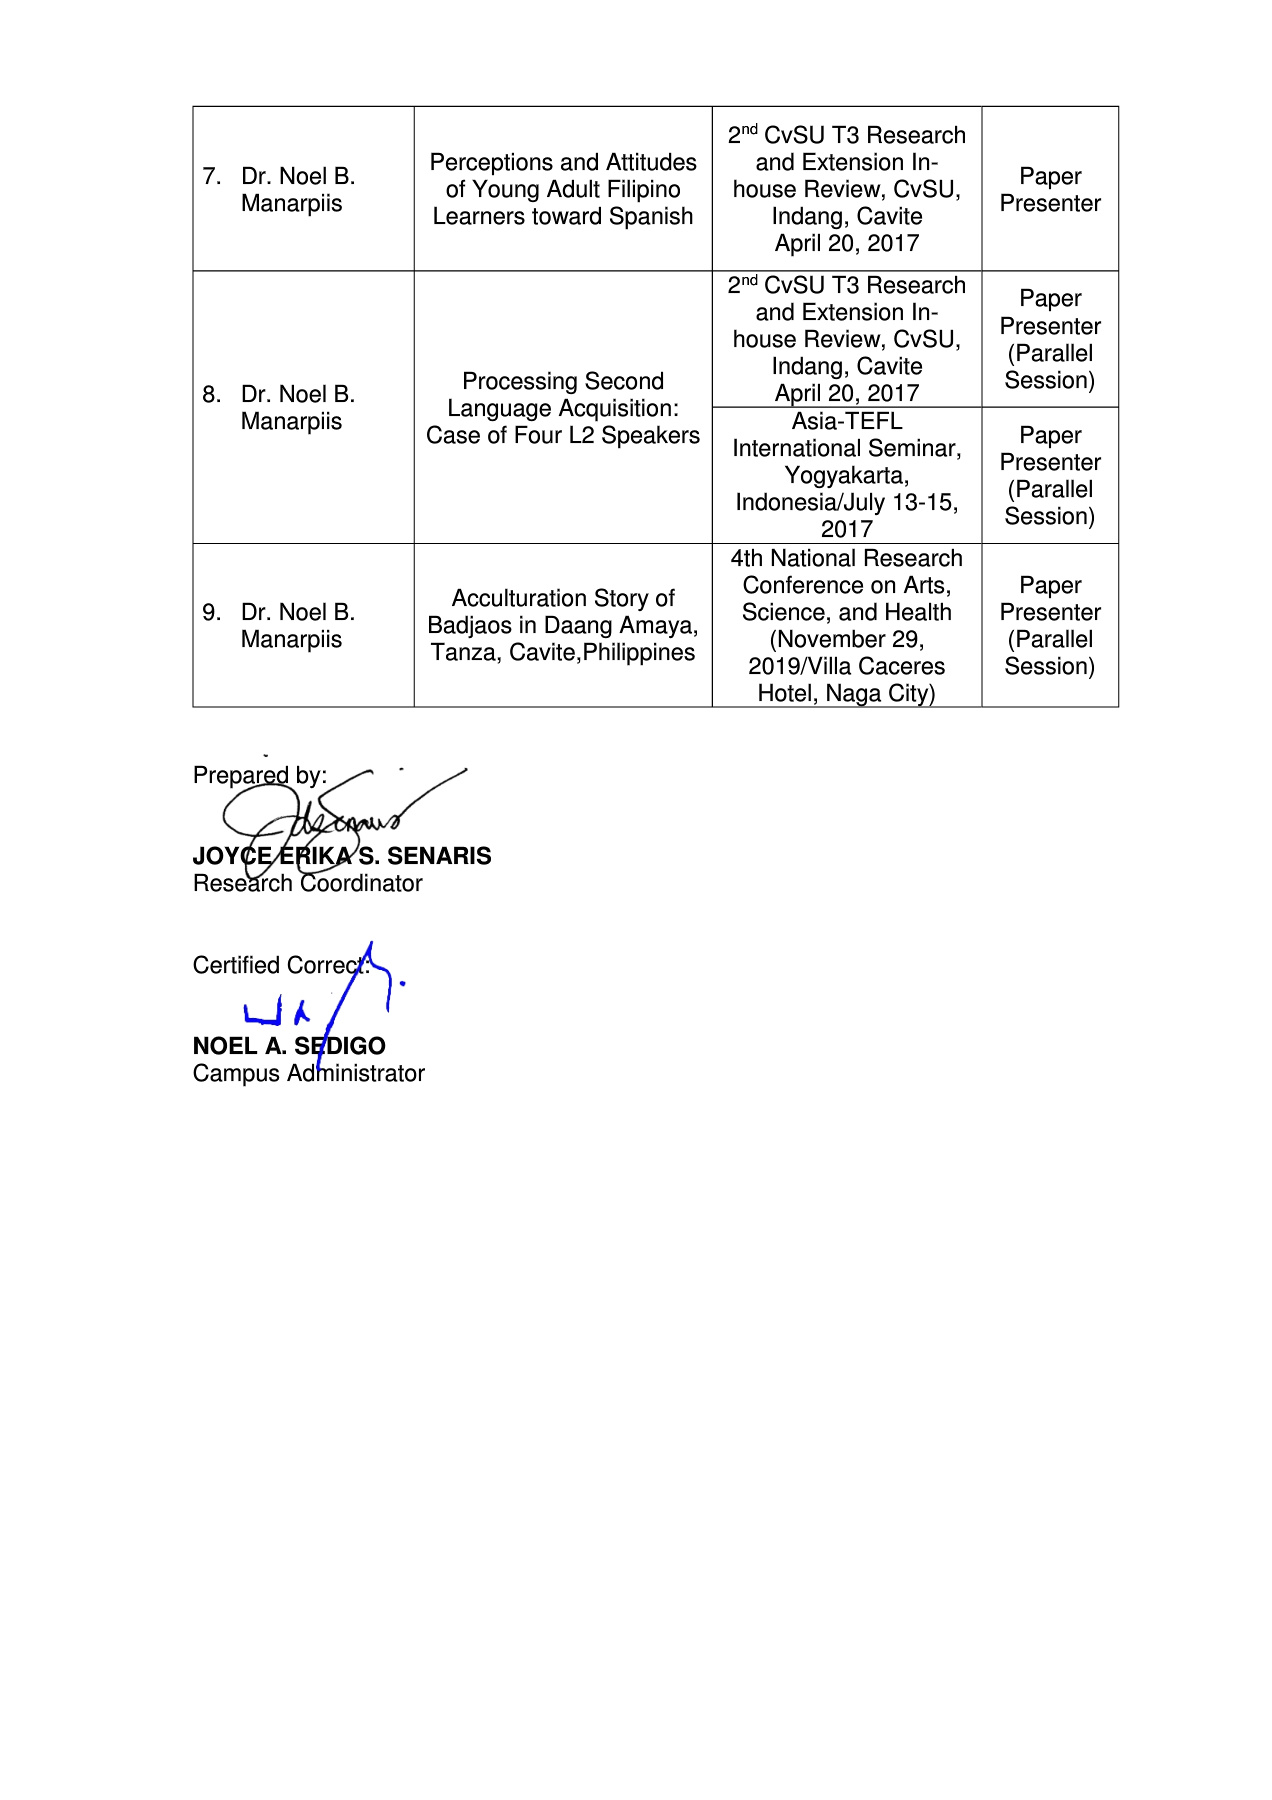 7. Dr. Noel B.
Manarpiis
Perceptions and Attitudes
of Young Adult Filipino
Learners toward Spanish
2nd CvSU T3 Research
and Extension In-
house Review, CvSU,
Indang, Cavite
April 20, 2017
Paper
Presenter
8. Dr. Noel B.
Manarpiis
Processing Second
Language Acquisition:
Case of Four L2 Speakers
2nd CvSU T3 Research
and Extension In-
house Review, CvSU,
Indang, Cavite
April 20, 2017
Paper
Presenter
(Parallel
Session)
Asia-TEFL
International Seminar,
Yogyakarta,
Indonesia/July 13-15,
2017
Paper
Presenter
(Parallel
Session)
9. Dr. Noel B.
Manarpiis
Acculturation Story of
Badjaos in Daang Amaya,
Tanza, Cavite,Philippines
4th National Research
Conference on Arts,
Science, and Health
(November 29,
2019/Villa Caceres
Hotel, Naga City)
Paper
Presenter
(Parallel
Session)
Prepared by:
JOYCE ERIKA S. SENARIS
Research Coordinator
Certified Correct:
NOEL A. SEDIGO
Campus Administrator